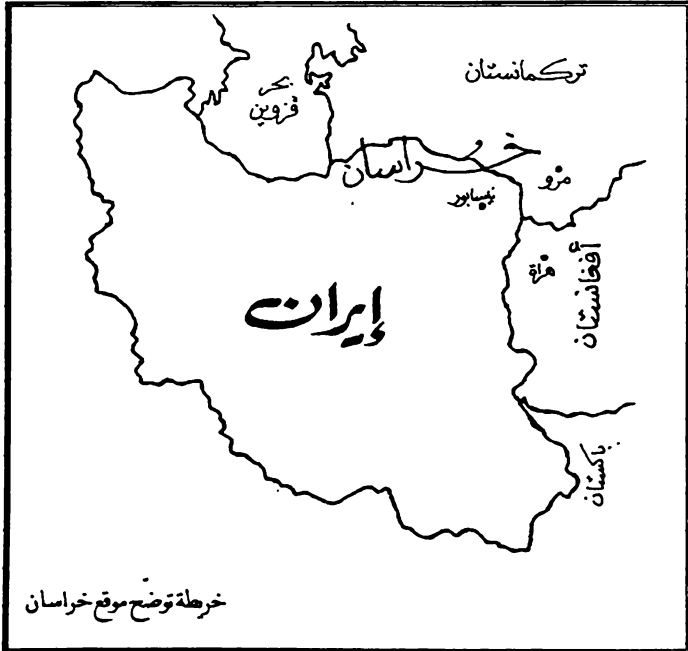 تركمانستان
بحر
قزوين
خراسان
مرو
نيسابور
هراة
أفغانستان
إيران
باكستان
خريطة توضح موقع خراسان